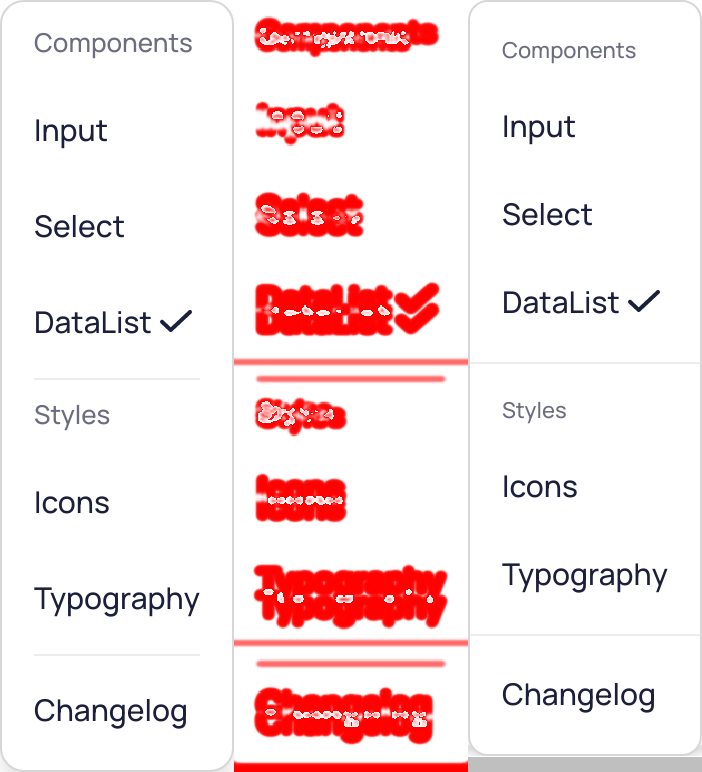 Components
Input
Select
DataList
Styles
Icons
Typography
Changelog
Components
Input
Select
DataList
Styles
Icons
Typography
Changelog
Components
Input
Select
DataList
Styles
Icons
Typography
Changelog